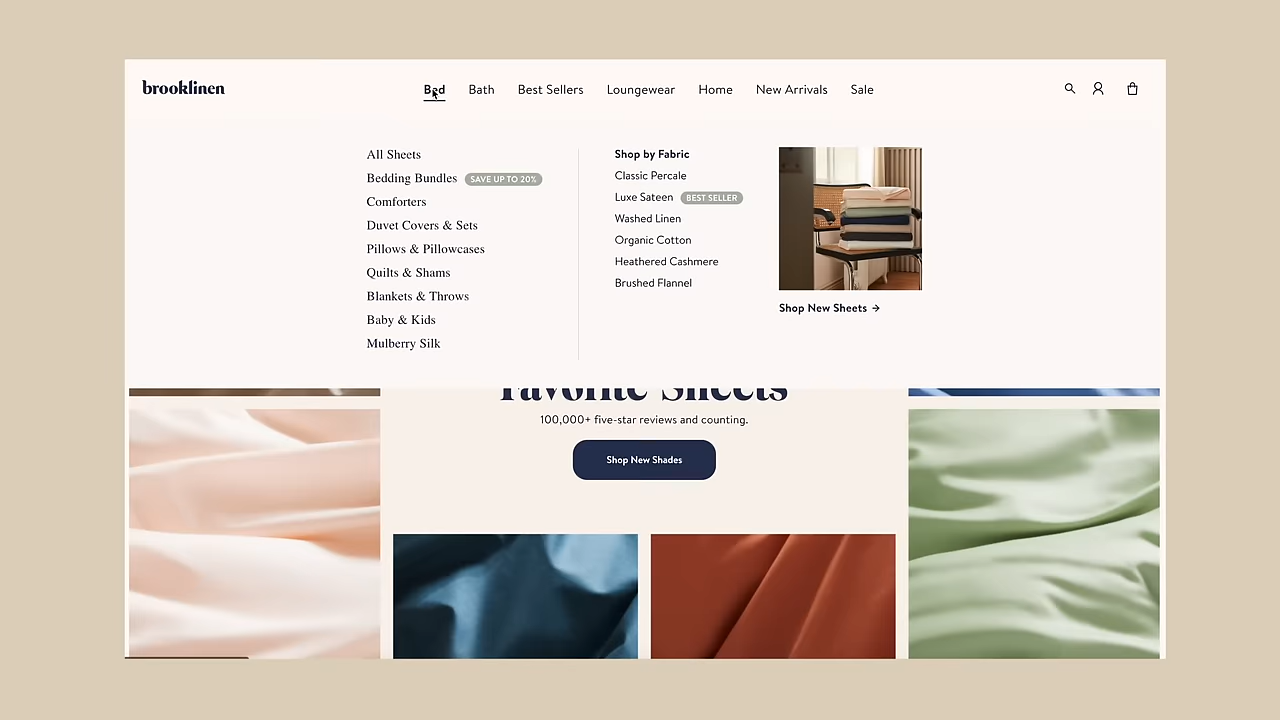 brooklinen
Bed
Bath
Best Sellers
Loungewear
Home
New Arrivals
Sale
All Sheets
Bedding Bundles SAVE UP TO 20%
Comforters
Duvet Covers & Sets
Pillows & Pillowcases
Quilts & Shams
Blankets & Throws
Baby & Kids
Mulberry Silk
Shop by Fabric
Classic Percale
Luxe Sateen BEST SELLER
Washed Linen
Organic Cotton
Heathered Cashmere
Brushed Flannel
Shop New Sheets →
Favorite Sheets
100,000+ five-star reviews and counting.
Shop New Shades